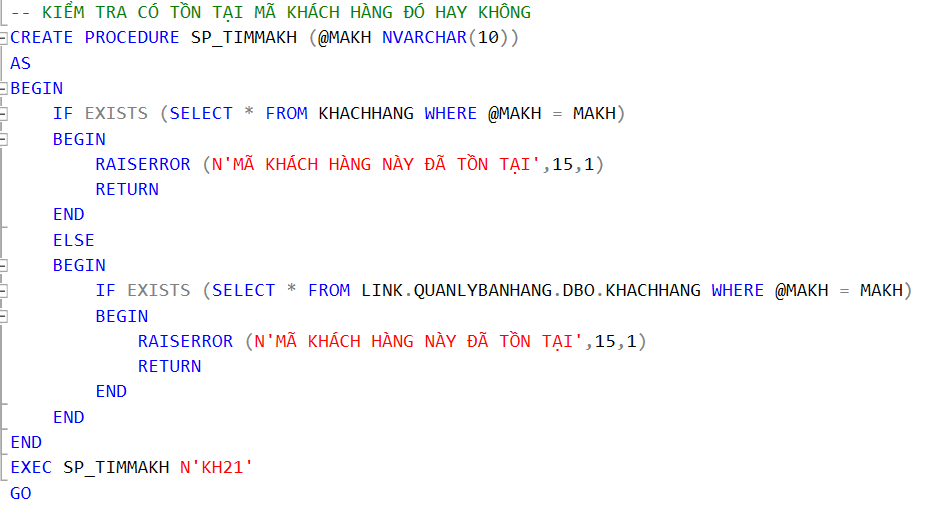 -- KIỂM TRA CÓ TỒN TẠI MÃ KHÁCH HÀNG ĐÓ HAY KHÔNG
CREATE PROCEDURE SP_TIMMAKH (@MAKH NVARCHAR(10))
AS
BEGIN
    IF EXISTS (SELECT * FROM KHACHHANG WHERE @MAKH = MAKH)
    BEGIN
        RAISERROR (N'MÃ KHÁCH HÀNG NÀY ĐÃ TỒN TẠI',15,1)
        RETURN
    END
    ELSE
    BEGIN
        IF EXISTS (SELECT * FROM LINK.QUANLYBANHANG.DBO.KHACHHANG WHERE @MAKH = MAKH)
        BEGIN
            RAISERROR (N'MÃ KHÁCH HÀNG NÀY ĐÃ TỒN TẠI',15,1)
            RETURN
        END
    END
END
EXEC SP_TIMMAKH N'KH21'
GO